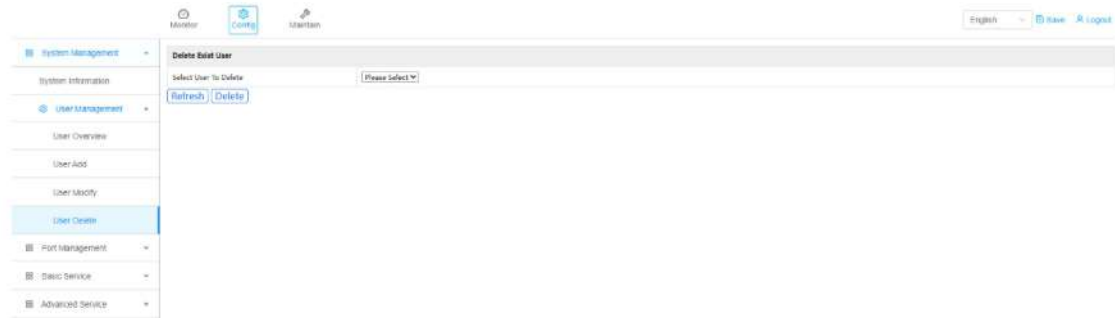 Monitor
Config
Maintain
English
Save
Logout
System Management
System Information
User Management
User Overview
User Add
User Modify
User Delete
Port Management
Basic Service
Advanced Service
Delete Exist User
Select User To Delete
Please Select
Refresh
Delete